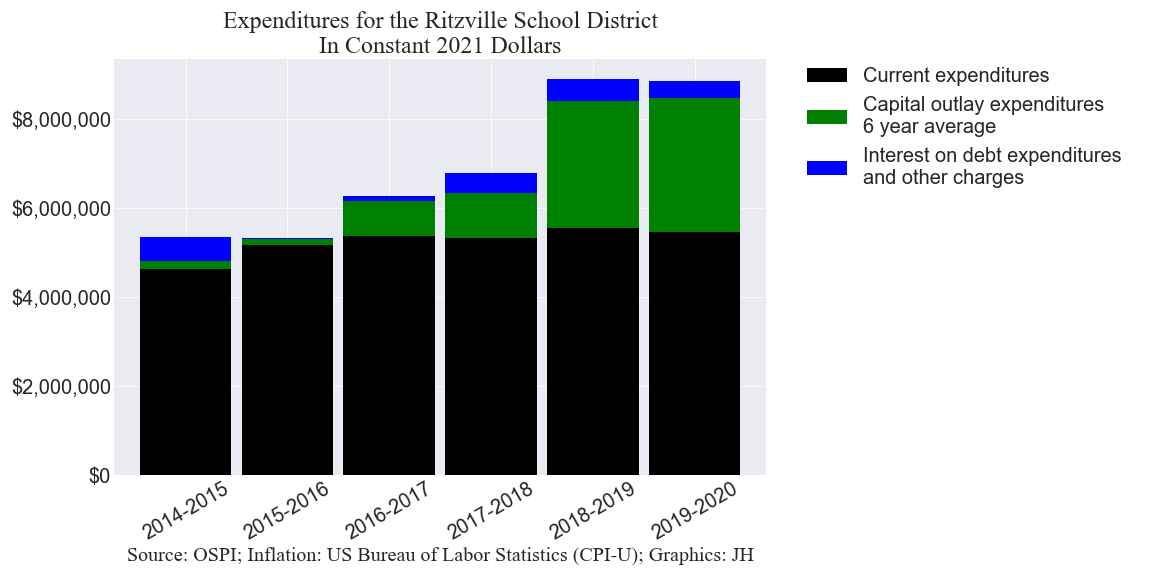 Expenditures for the Ritzville School District
In Constant 2021 Dollars
Current expenditures
Capital outlay expenditures
6 year average
Interest on debt expenditures
and other charges
$8,000,000
$6,000,000
$4,000,000
$2,000,000
$0
2014-2015
2015-2016
2016-2017
2017-2018
2018-2019
2019-2020
Source: OSPI; Inflation: US Bureau of Labor Statistics (CPI-U); Graphics: JH